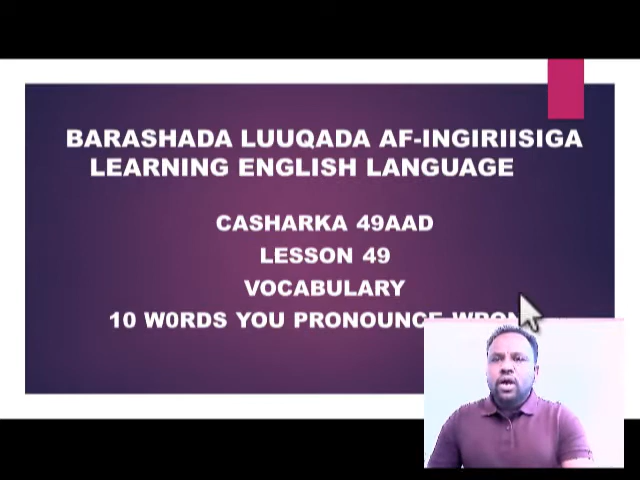 BARASHADA LUUQADA AF-INGIRIISIGA
LEARNING ENGLISH LANGUAGE
CASHARKA 49AAD
LESSON 49
VOCABULARY
10 W0RDS YOU PRONOUNCE